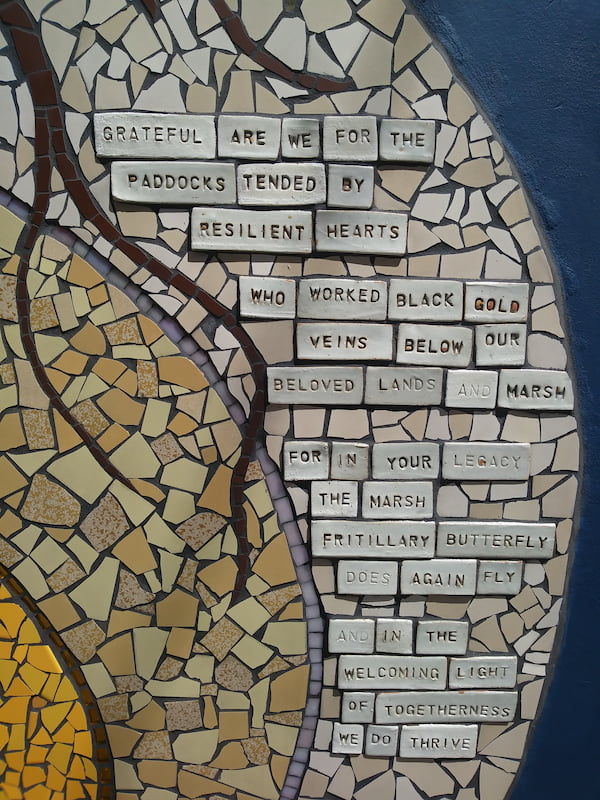 GRATEFUL ARE WE FOR THE
PADDOCKS TENDED BY
RESILIENT HEARTS
WHO WORKED BLACK GOLD
VEINS BELOW OUR
BELOVED LANDS AND MARSH
FOR IN YOUR LEGACY
THE MARSH
FRITILLARY BUTTERFLY
DOES AGAIN FLY
AND IN THE
WELCOMING LIGHT
OF TOGETHERNESS
WE DO THRIVE